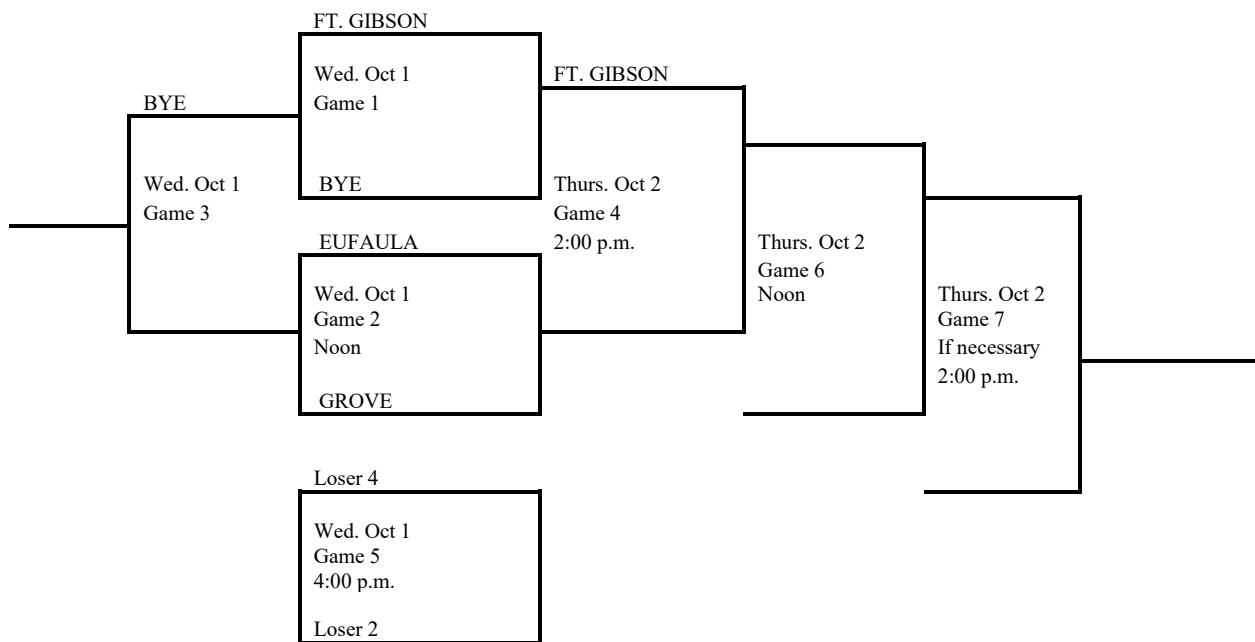 FT. GIBSON
Wed. Oct 1
Game 1
FT. GIBSON
BYE
Wed. Oct 1
Game 3
BYE
Thurs. Oct 2
Game 4
2:00 p.m.
EUFAULA
Wed. Oct 1
Game 2
Noon
Thurs. Oct 2
Game 6
Noon
Thurs. Oct 2
Game 7
If necessary
2:00 p.m.
GROVE
Loser 4
Wed. Oct 1
Game 5
4:00 p.m.
Loser 2